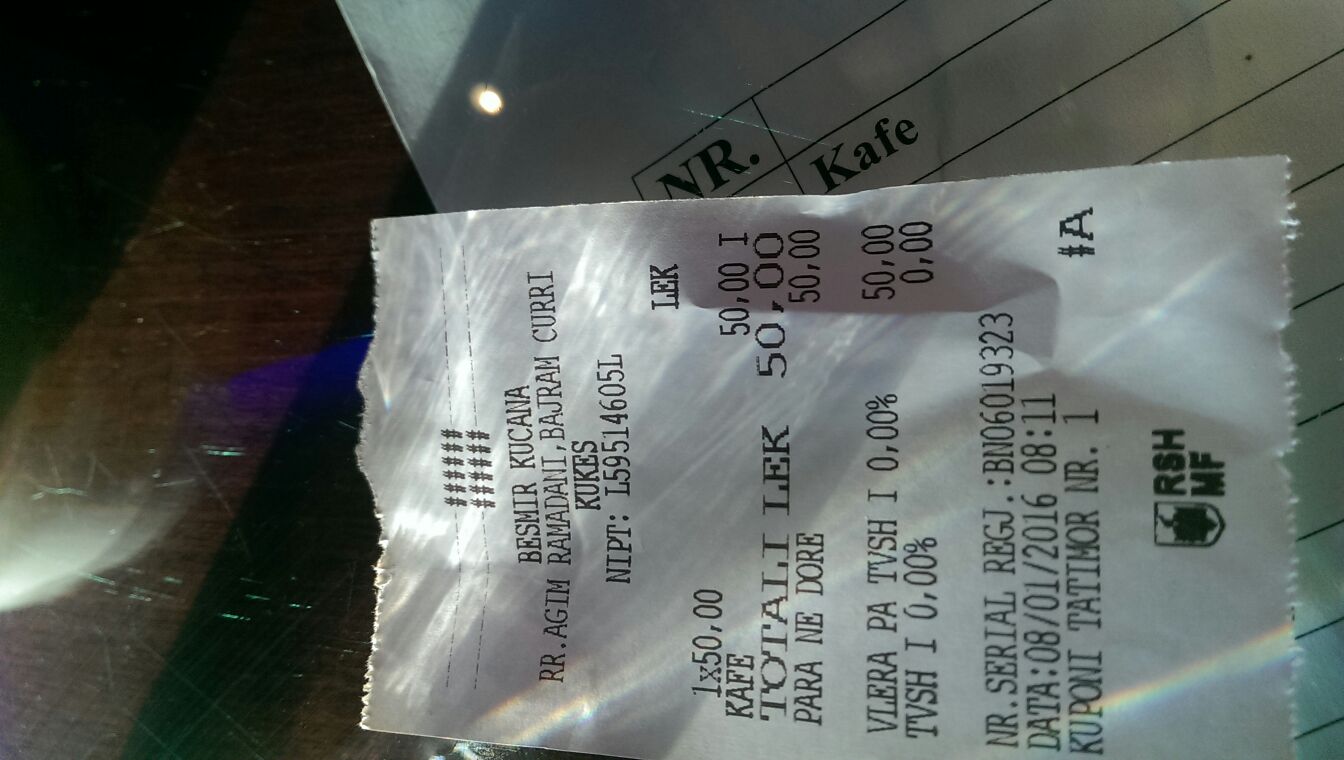 NR.
Kafe
######
######
BESMIR KUCANA
RR.AGIM RAMADANI,BAJRAM CURRI
KUKES
NIPT: L59514605L
LEK
1x50,00
KAFE 50,00 I
TOTALI LEK 50,00
PARA NE DORE 50,00
VLERA PA TVSH I 0,00% 50,00
TVSH I 0,00% 0,00
NR.SERIAL REGJ.:BN06019323
DATA:08/01/2016 08:11
KUPONI TATIMOR NR. 1 #A
RSH
MF